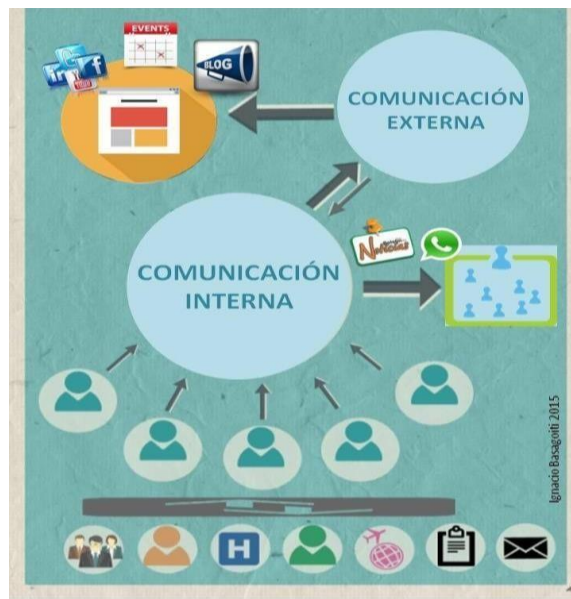 EVENTS
BLOG
COMUNICACIÓN
EXTERNA
Noticias
COMUNICACIÓN
INTERNA
Ignacio Basagoiti 2015
H